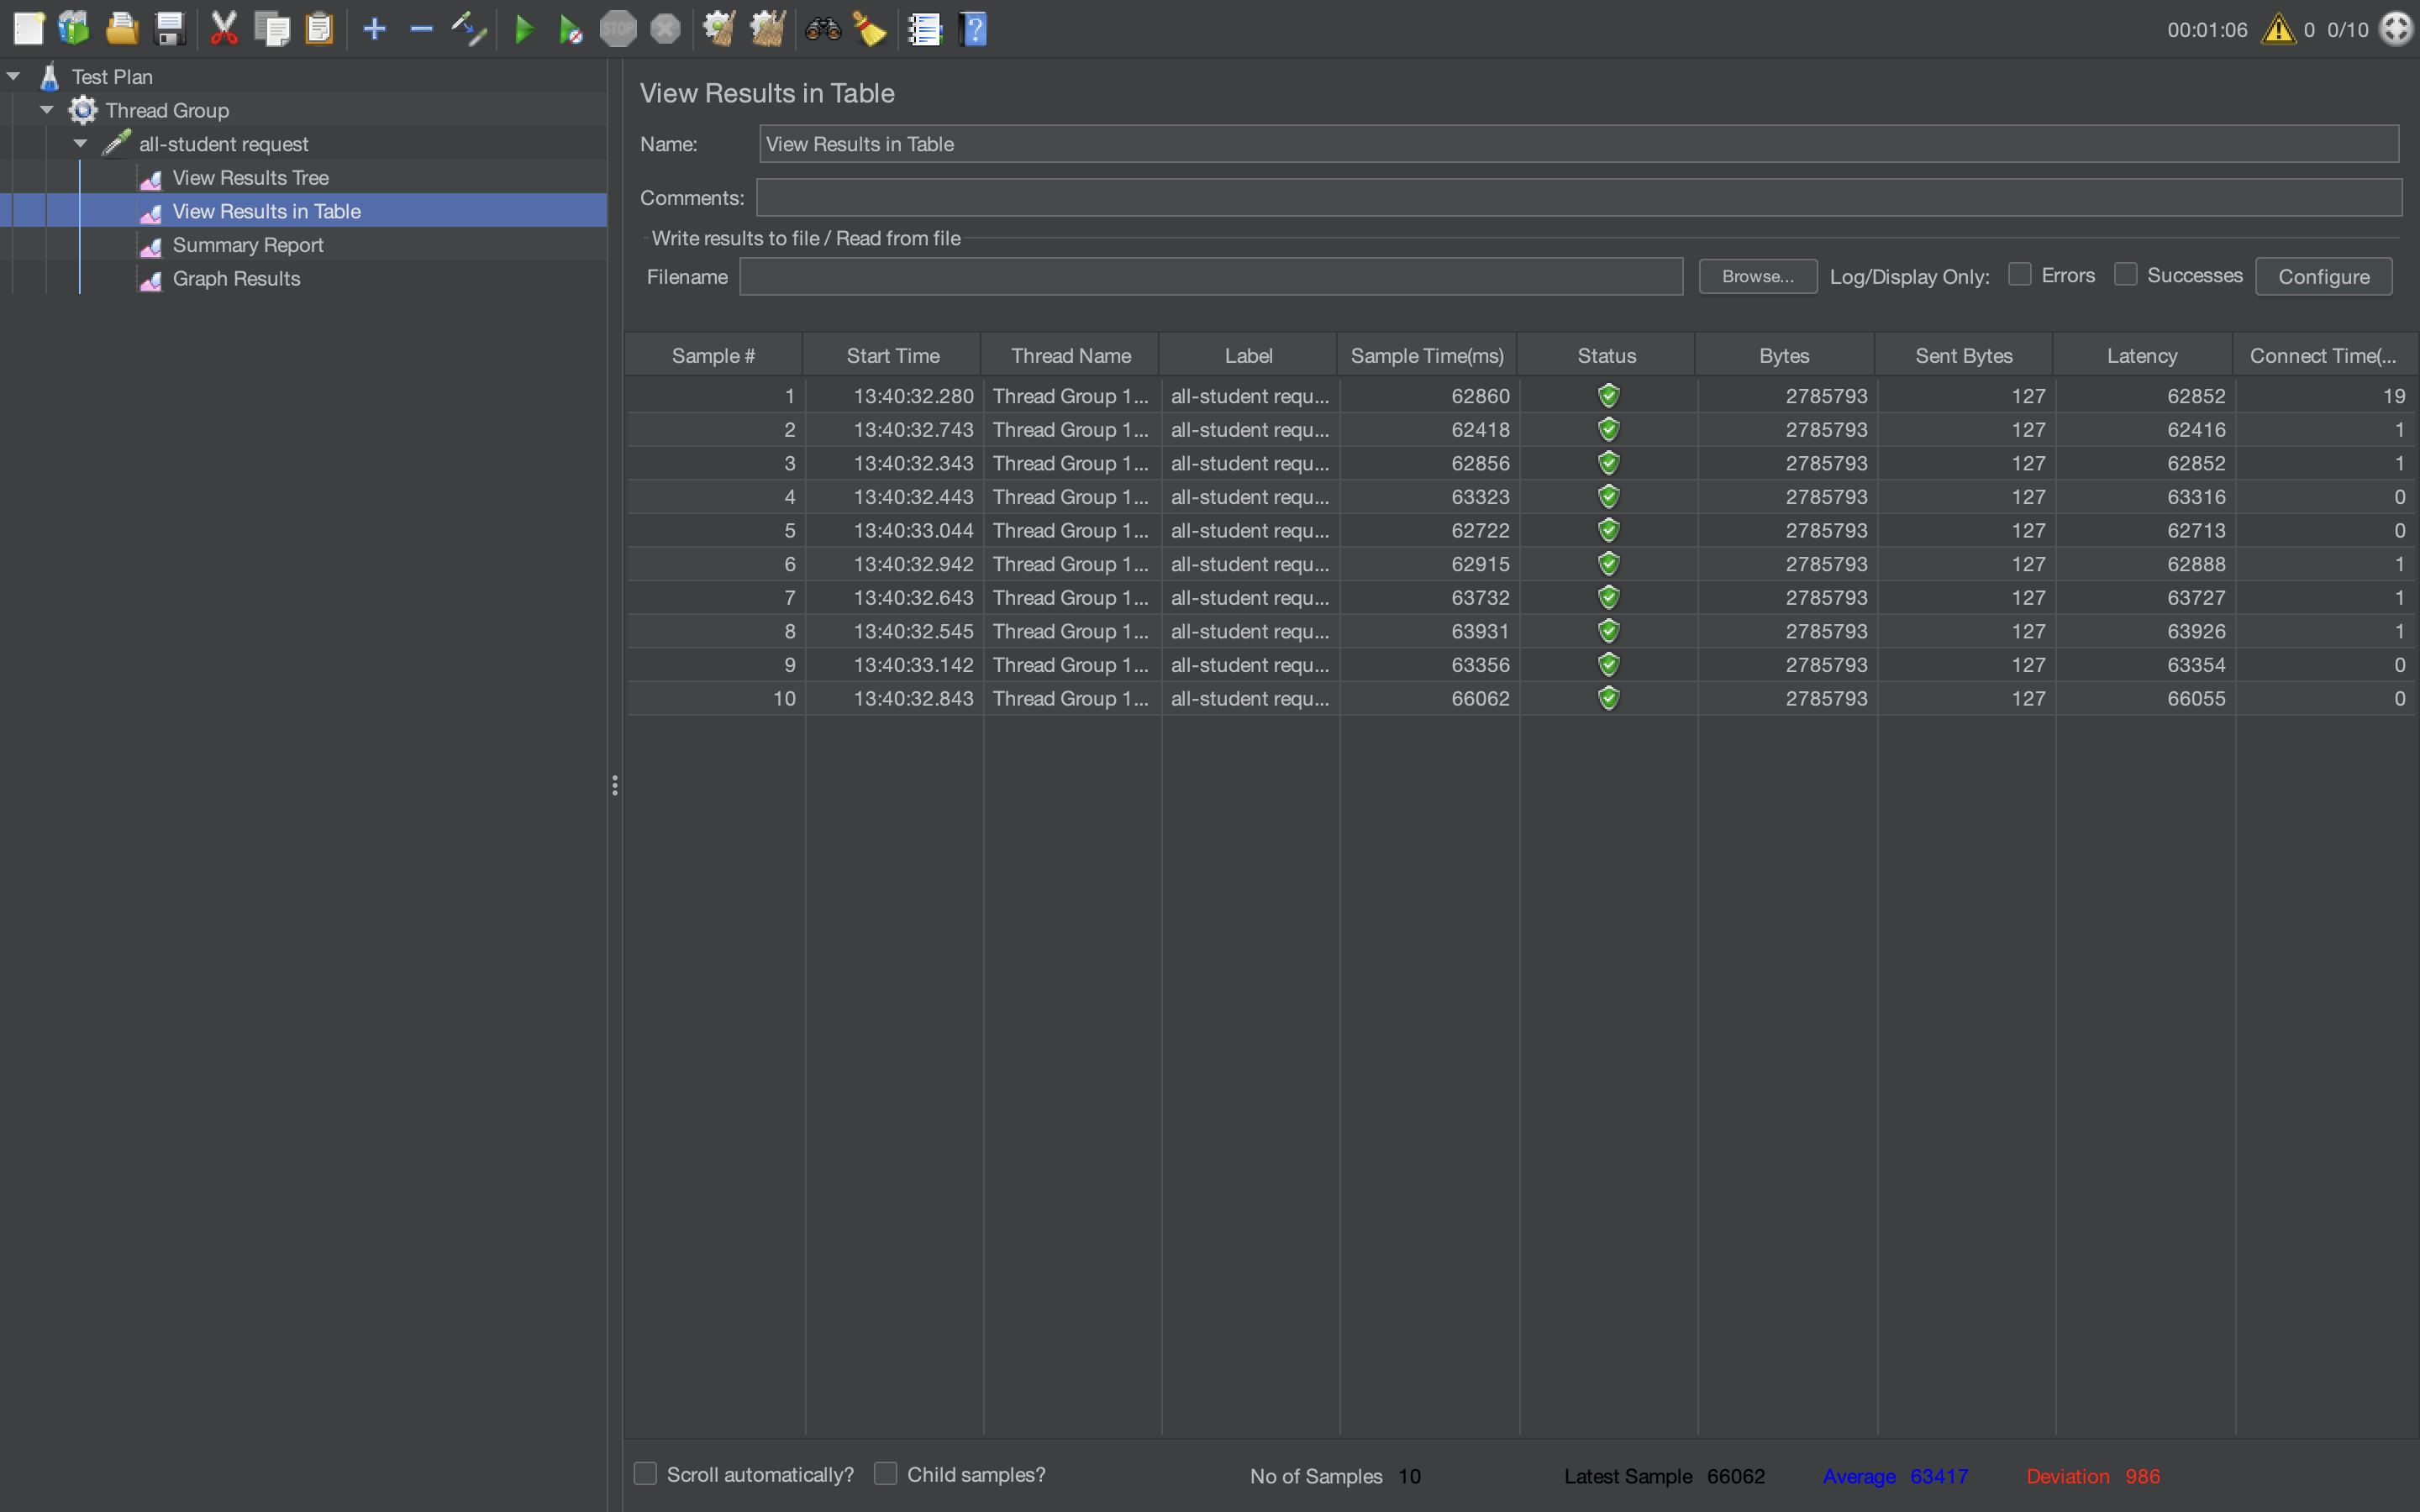 STOP
00:01:06 0 0/10
Test Plan
Thread Group
all-student request
View Results Tree
View Results in Table
Summary Report
Graph Results
View Results in Table
Name: View Results in Table
Comments:
Write results to file / Read from file
Filename Browse... Log/Display Only: Errors Successes Configure
Sample # Start Time Thread Name Label Sample Time(ms) Status Bytes Sent Bytes Latency Connect Time(...
1 13:40:32.280 Thread Group 1... all-student requ... 62860 2785793 127 62852 19
2 13:40:32.743 Thread Group 1... all-student requ... 62418 2785793 127 62416 1
3 13:40:32.343 Thread Group 1... all-student requ... 62856 2785793 127 62852 1
4 13:40:32.443 Thread Group 1... all-student requ... 63323 2785793 127 63316 0
5 13:40:33.044 Thread Group 1... all-student requ... 62722 2785793 127 62713 0
6 13:40:32.942 Thread Group 1... all-student requ... 62915 2785793 127 62888 1
7 13:40:32.643 Thread Group 1... all-student requ... 63732 2785793 127 63727 1
8 13:40:32.545 Thread Group 1... all-student requ... 63931 2785793 127 63926 1
9 13:40:33.142 Thread Group 1... all-student requ... 63356 2785793 127 63354 0
10 13:40:32.843 Thread Group 1... all-student requ... 66062 2785793 127 66055 0
Scroll automatically? Child samples? No of Samples 10 Latest Sample 66062 Average 63417 Deviation 986